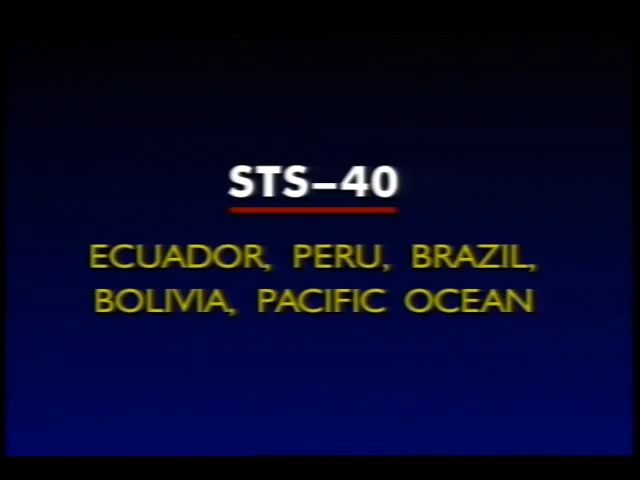 STS–40
ECUADOR, PERU, BRAZIL,
BOLIVIA, PACIFIC OCEAN